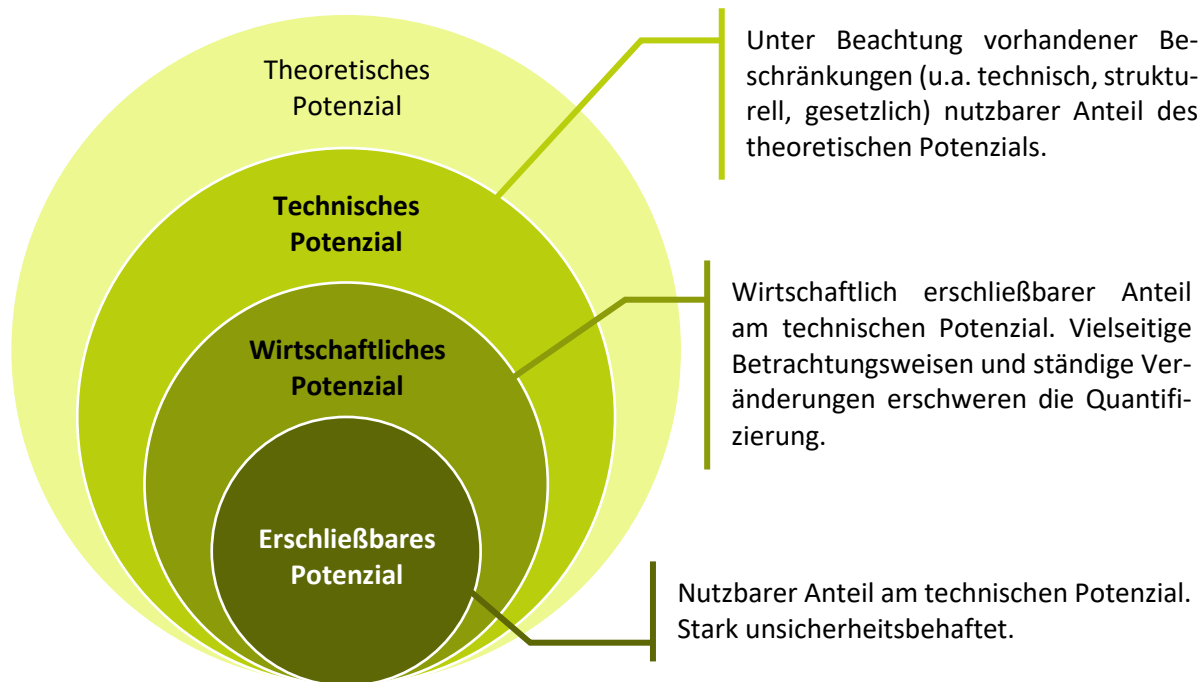 Theoretisches
Potenzial
Unter Beachtung vorhandener Be-
schränkungen (u.a. technisch, struktu-
rell, gesetzlich) nutzbarer Anteil des
theoretischen Potenzials.
Technisches
Potenzial
Wirtschaftlich erschließbarer Anteil
am technischen Potenzial. Vielseitige
Betrachtungsweisen und ständige Ver-
änderungen erschweren die Quantifi-
zierung.
Wirtschaftliches
Potenzial
Erschließbares
Potenzial
Nutzbarer Anteil am technischen Potenzial.
Stark unsicherheitsbehaftet.